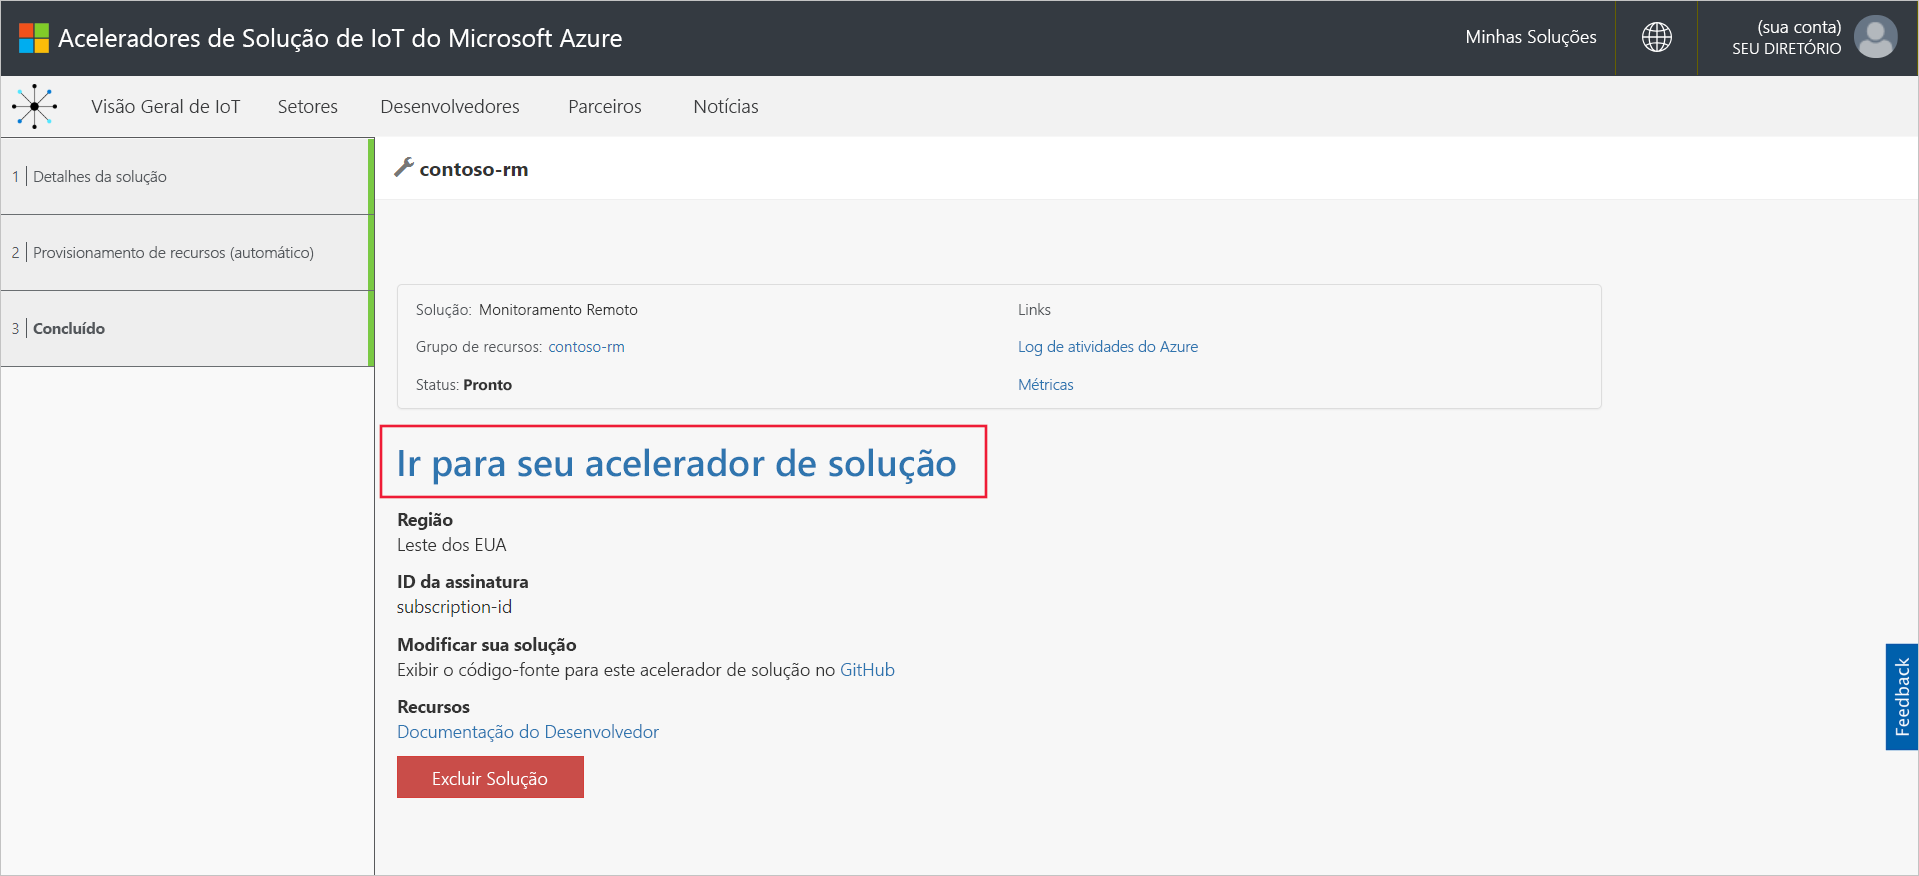 Aceleradores de Solução de IoT do Microsoft Azure
Minhas Soluções
(sua conta)
SEU DIRETÓRIO
Visão Geral de IoT
Setores
Desenvolvedores
Parceiros
Notícias
1 | Detalhes da solução
2 | Provisionamento de recursos (automático)
3 | Concluído
contoso-rm
Solução: Monitoramento Remoto
Grupo de recursos: contoso-rm
Status: Pronto
Links
Log de atividades do Azure
Métricas
Ir para seu acelerador de solução
Região
Leste dos EUA
ID da assinatura
subscription-id
Modificar sua solução
Exibir o código-fonte para este acelerador de solução no GitHub
Recursos
Documentação do Desenvolvedor
Excluir Solução
Feedback